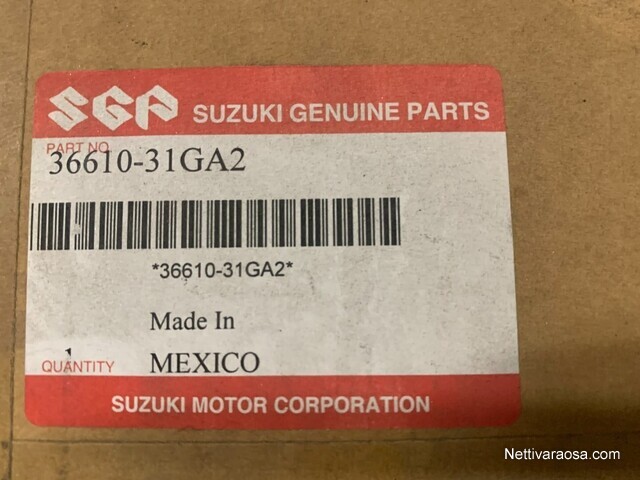 SGP SUZUKI GENUINE PARTS
PART NO.
36610-31GA2
*36610-31GA2*
Made In
1
QUANTITY MEXICO
SUZUKI MOTOR CORPORATION
Nettivaraosa.com